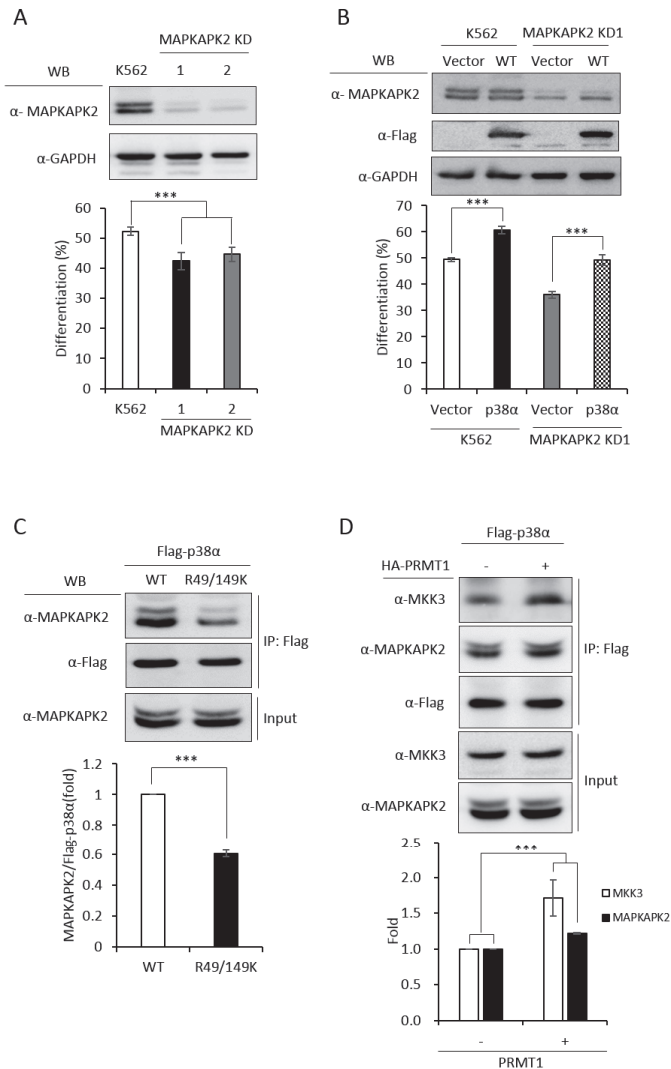 A
MAPKAPK2 KD
WB
K562
1
2
α- MAPKAPK2
α-GAPDH
***
60
50
40
30
20
10
0
Differentiation (%)
K562
1
2
MAPKAPK2 KD
B
K562
MAPKAPK2 KD1
WB
Vector
WT
Vector
WT
α- MAPKAPK2
α-Flag
α-GAPDH
***
***
70
60
50
40
30
20
10
0
Differentiation (%)
Vector
p38α
Vector
p38α
K562
MAPKAPK2 KD1
C
Flag-p38α
WB
WT
R49/149K
α-MAPKAPK2
α-Flag
IP: Flag
α-MAPKAPK2
Input
***
1.2
1
0.8
0.6
0.4
0.2
0
MAPKAPK2/Flag-p38α(fold)
WT
R49/149K
D
Flag-p38α
HA-PRMT1
-
+
α-MKK3
α-MAPKAPK2
α-Flag
IP: Flag
α-MKK3
α-MAPKAPK2
Input
***
2.5
2.0
1.5
1.0
0.5
0.0
Fold
MKK3
MAPKAPK2
-
+
PRMT1